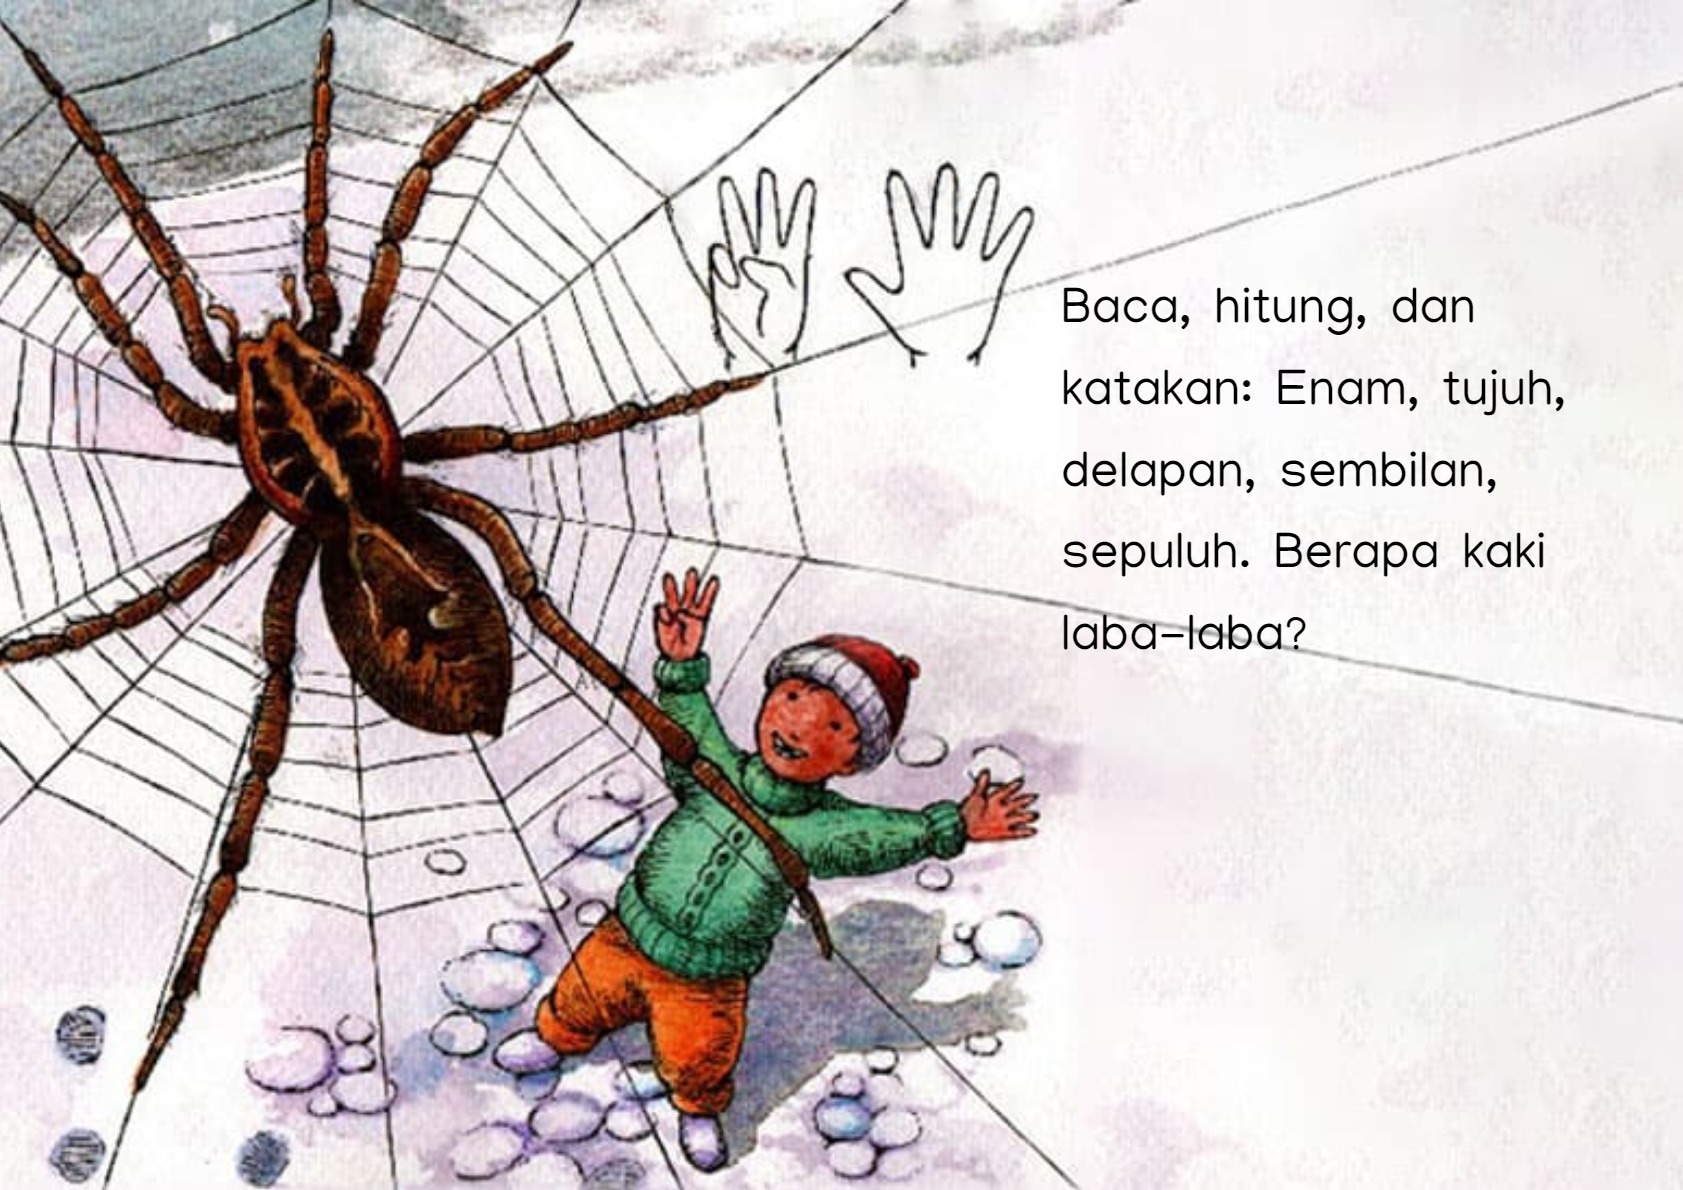 Baca, hitung, dan
katakan: Enam, tujuh,
delapan, sembilan,
sepuluh. Berapa kaki
laba-laba?